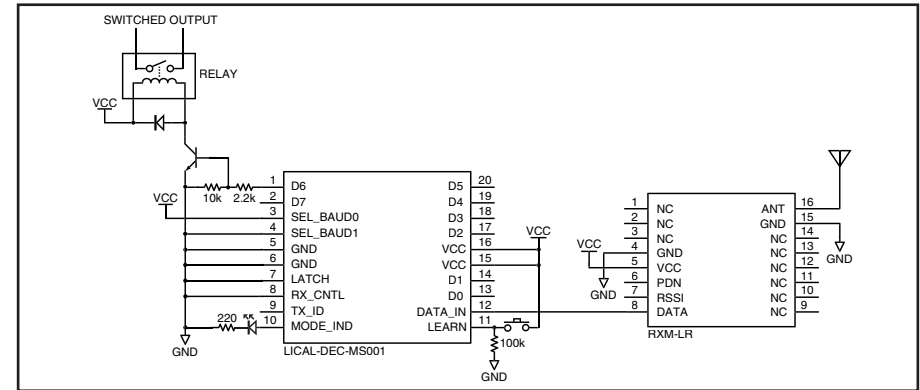 SWITCHED OUTPUT
RELAY
VCC
10k 2.2k
VCC
1 D6 D5 20
2 D7 D4 19
3 SEL_BAUD0 D3 18
4 SEL_BAUD1 D2 17
5 GND VCC 16
6 GND VCC 15
7 LATCH D1 14
8 RX_CNTL D0 13
9 TX_ID DATA_IN 12
10 MODE_IND LEARN 11
220
GND
LICAL-DEC-MS001
VCC
100k
GND
VCC
GND
1 NC ANT 16
2 NC GND 15
3 NC NC 14
4 GND NC 13
5 VCC NC 12
6 PDN NC 11
7 RSSI NC 10
8 DATA NC 9
RXM-LR
GND